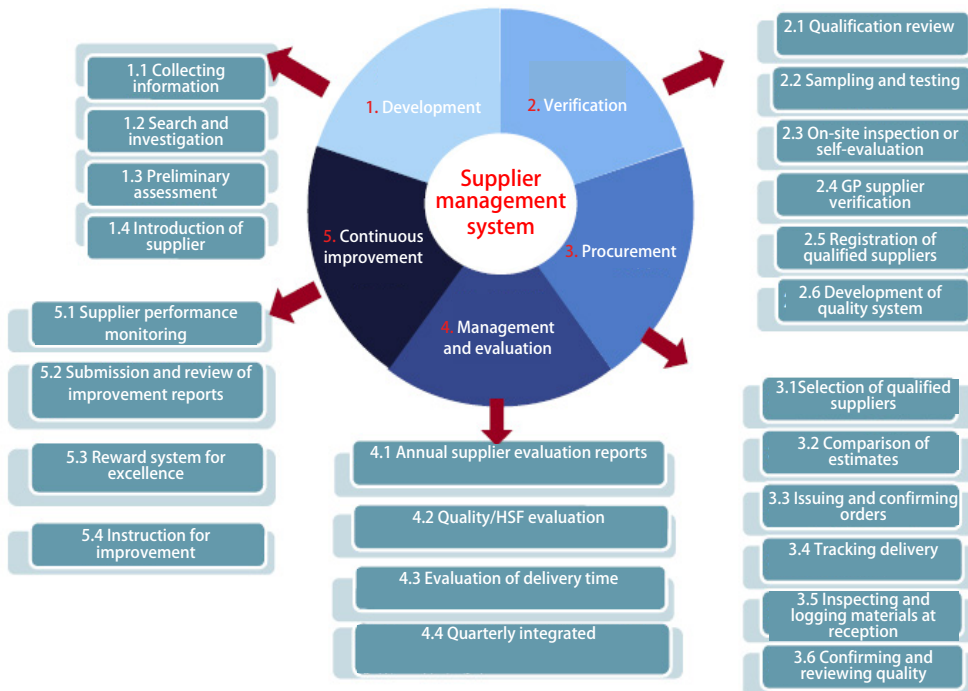 Supplier
management
system
1. Development
1.1 Collecting
information
1.2 Search and
investigation
1.3 Preliminary
assessment
1.4 Introduction of
supplier
2. Verification
2.1 Qualification review
2.2 Sampling and testing
2.3 On-site inspection or
self-evaluation
2.4 GP supplier
verification
2.5 Registration of
qualified suppliers
2.6 Development of
quality system
3. Procurement
3.1Selection of qualified
suppliers
3.2 Comparison of
estimates
3.3 Issuing and confirming
orders
3.4 Tracking delivery
3.5 Inspecting and
logging materials at
reception
3.6 Confirming and
reviewing quality
4. Management
and evaluation
4.1 Annual supplier evaluation reports
4.2 Quality/HSF evaluation
4.3 Evaluation of delivery time
4.4 Quarterly integrated
5. Continuous
improvement
5.1 Supplier performance
monitoring
5.2 Submission and review of
improvement reports
5.3 Reward system for
excellence
5.4 Instruction for
improvement